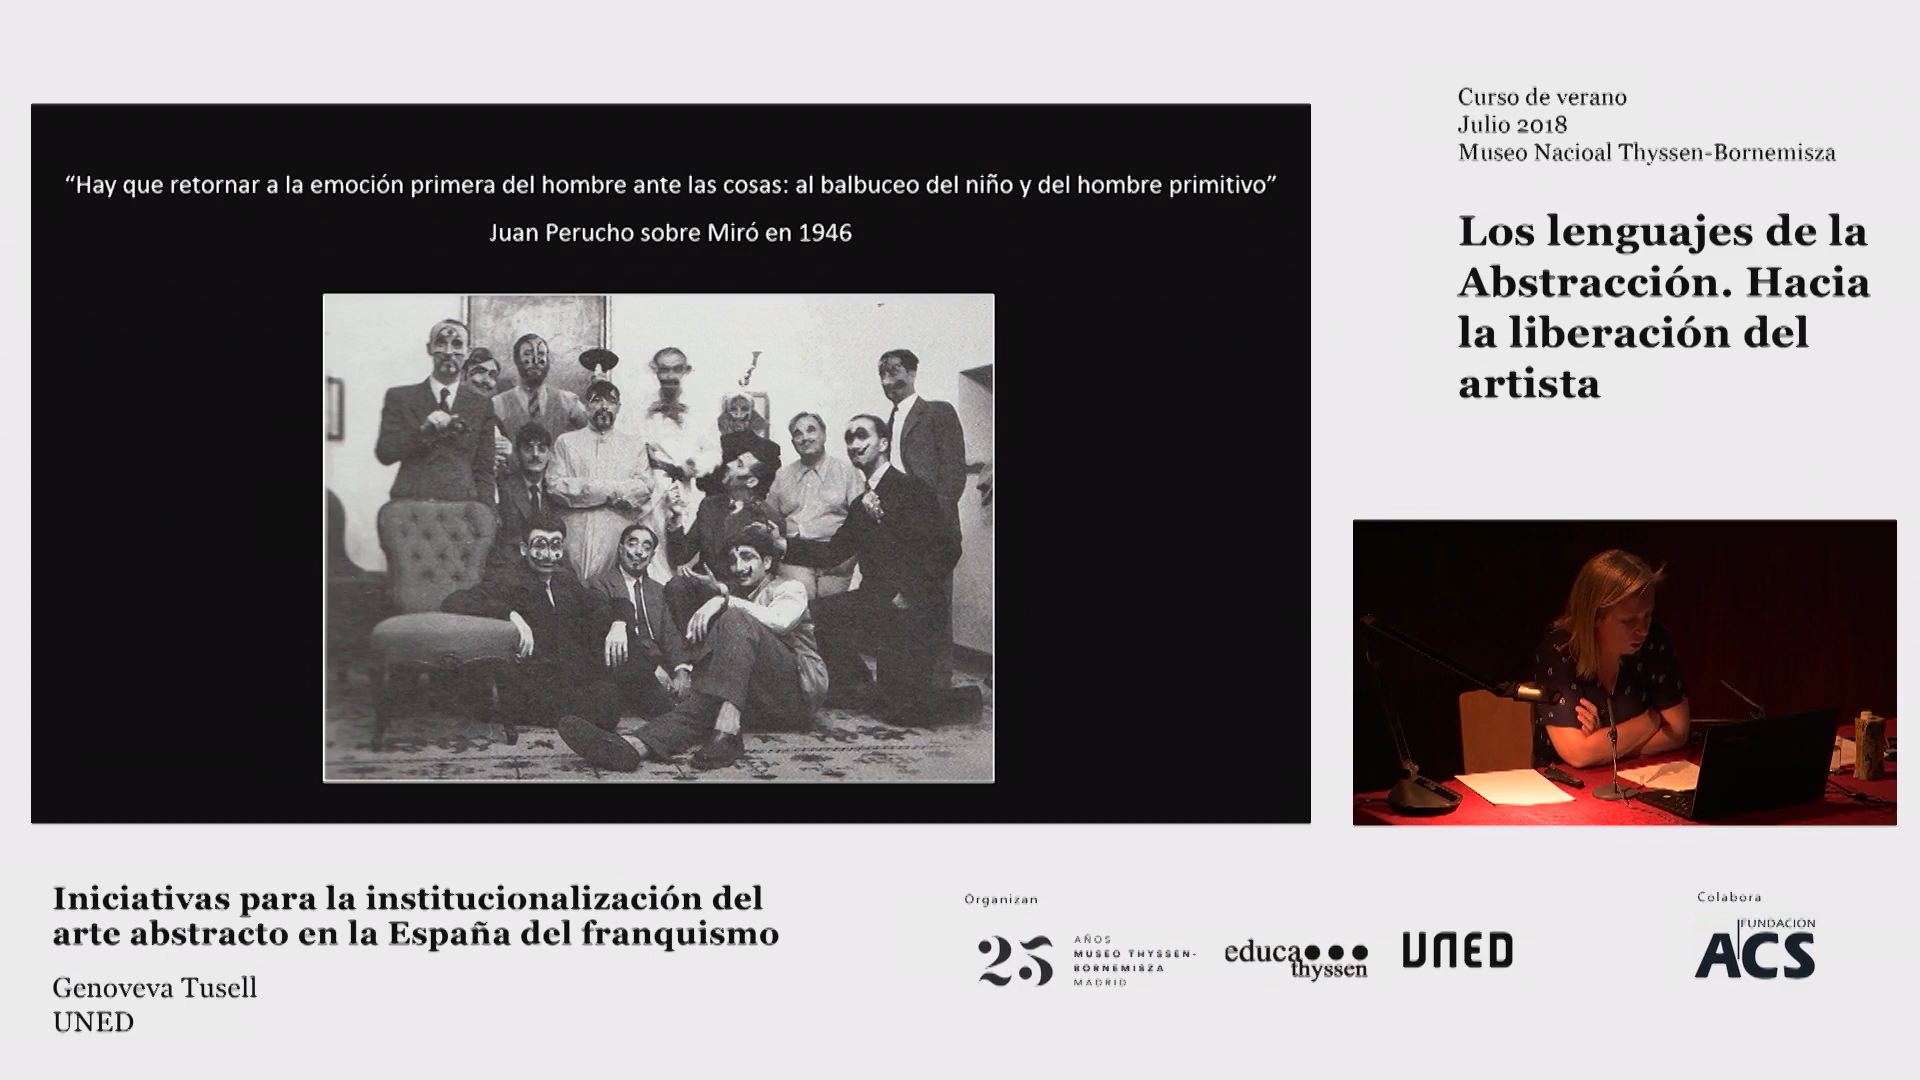 “Hay que retornar a la emoción primera del hombre ante las cosas: al balbuceo del niño y del hombre primitivo”
Juan Perucho sobre Miró en 1946
Curso de verano
Julio 2018
Museo Nacioal Thyssen-Bornemisza
Los lenguajes de la
Abstracción. Hacia
la liberación del
artista
Iniciativas para la institucionalización del
arte abstracto en la España del franquismo
Genoveva Tusell
UNED
Organizan
25
AÑOS
MUSEO THYSSEN-
BORNEMISZA
MADRID
educa
thyssen
UNED
Colabora
FUNDACIÓN
ACS